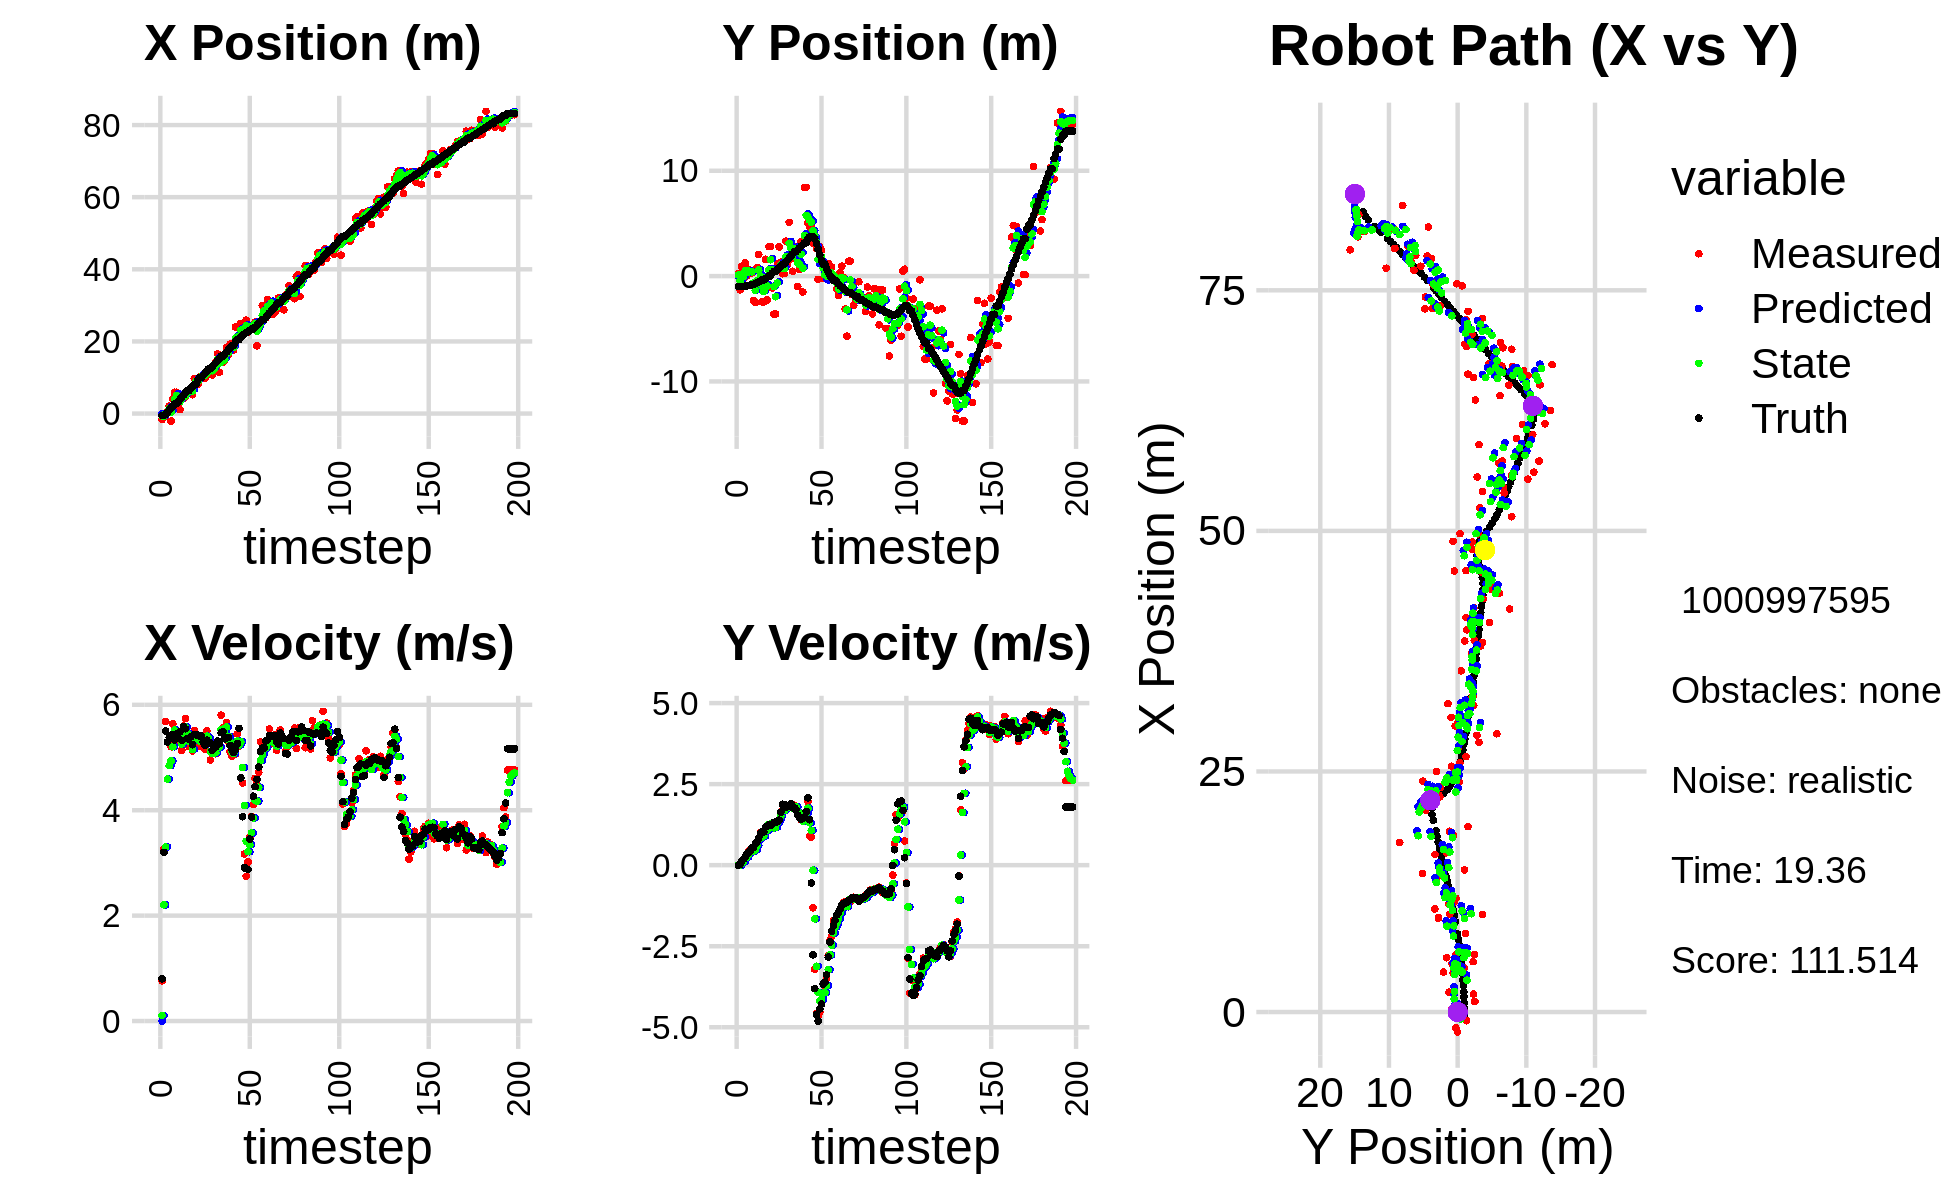 X Position (m)
80
60
40
20
0
0
50
100
150
200
timestep
Y Position (m)
10
0
-10
0
50
100
150
200
timestep
X Velocity (m/s)
6
4
2
0
0
50
100
150
200
timestep
Y Velocity (m/s)
5.0
2.5
0.0
-2.5
-5.0
0
50
100
150
200
timestep
Robot Path (X vs Y)
X Position (m)
75
50
25
0
20 10 0 -10 -20
Y Position (m)
variable
Measured
Predicted
State
Truth
1000997595
Obstacles: none
Noise: realistic
Time: 19.36
Score: 111.514